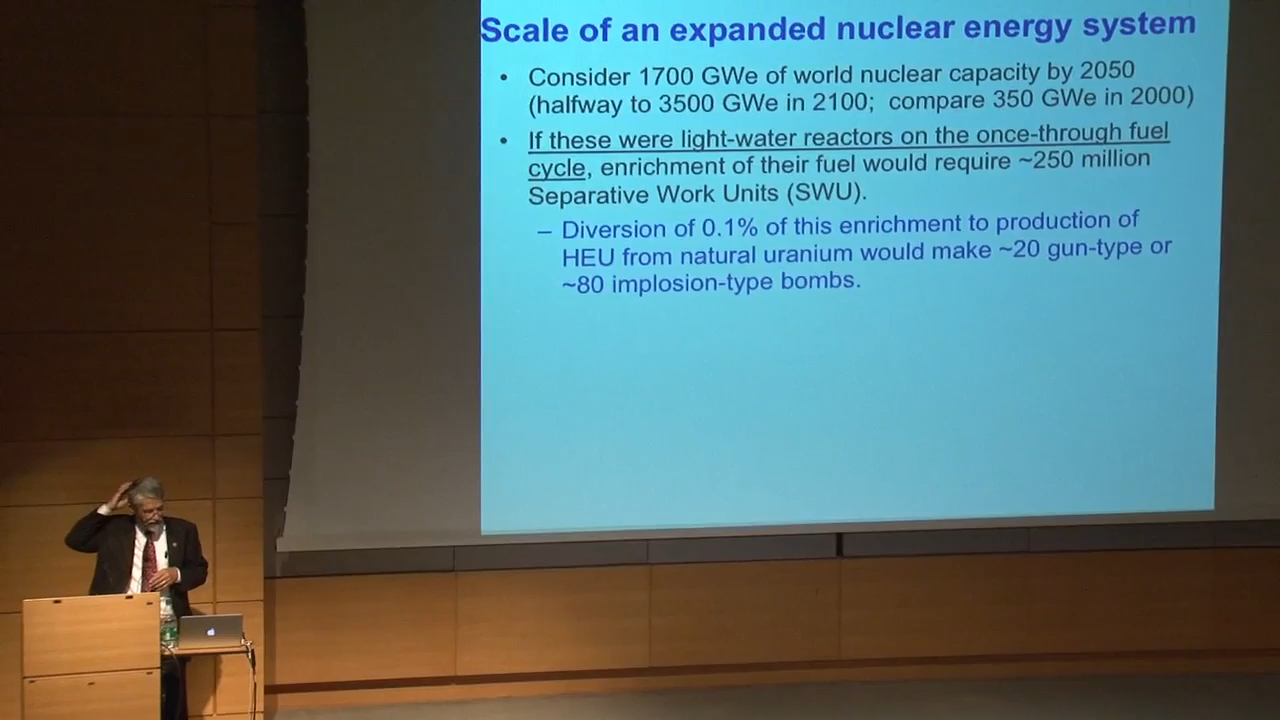 Scale of an expanded nuclear energy system
• Consider 1700 GWe of world nuclear capacity by 2050
(halfway to 3500 GWe in 2100; compare 350 GWe in 2000)
• If these were light-water reactors on the once-through fuel
cycle, enrichment of their fuel would require ~250 million
Separative Work Units (SWU).
– Diversion of 0.1% of this enrichment to production of
HEU from natural uranium would make ~20 gun-type or
~80 implosion-type bombs.